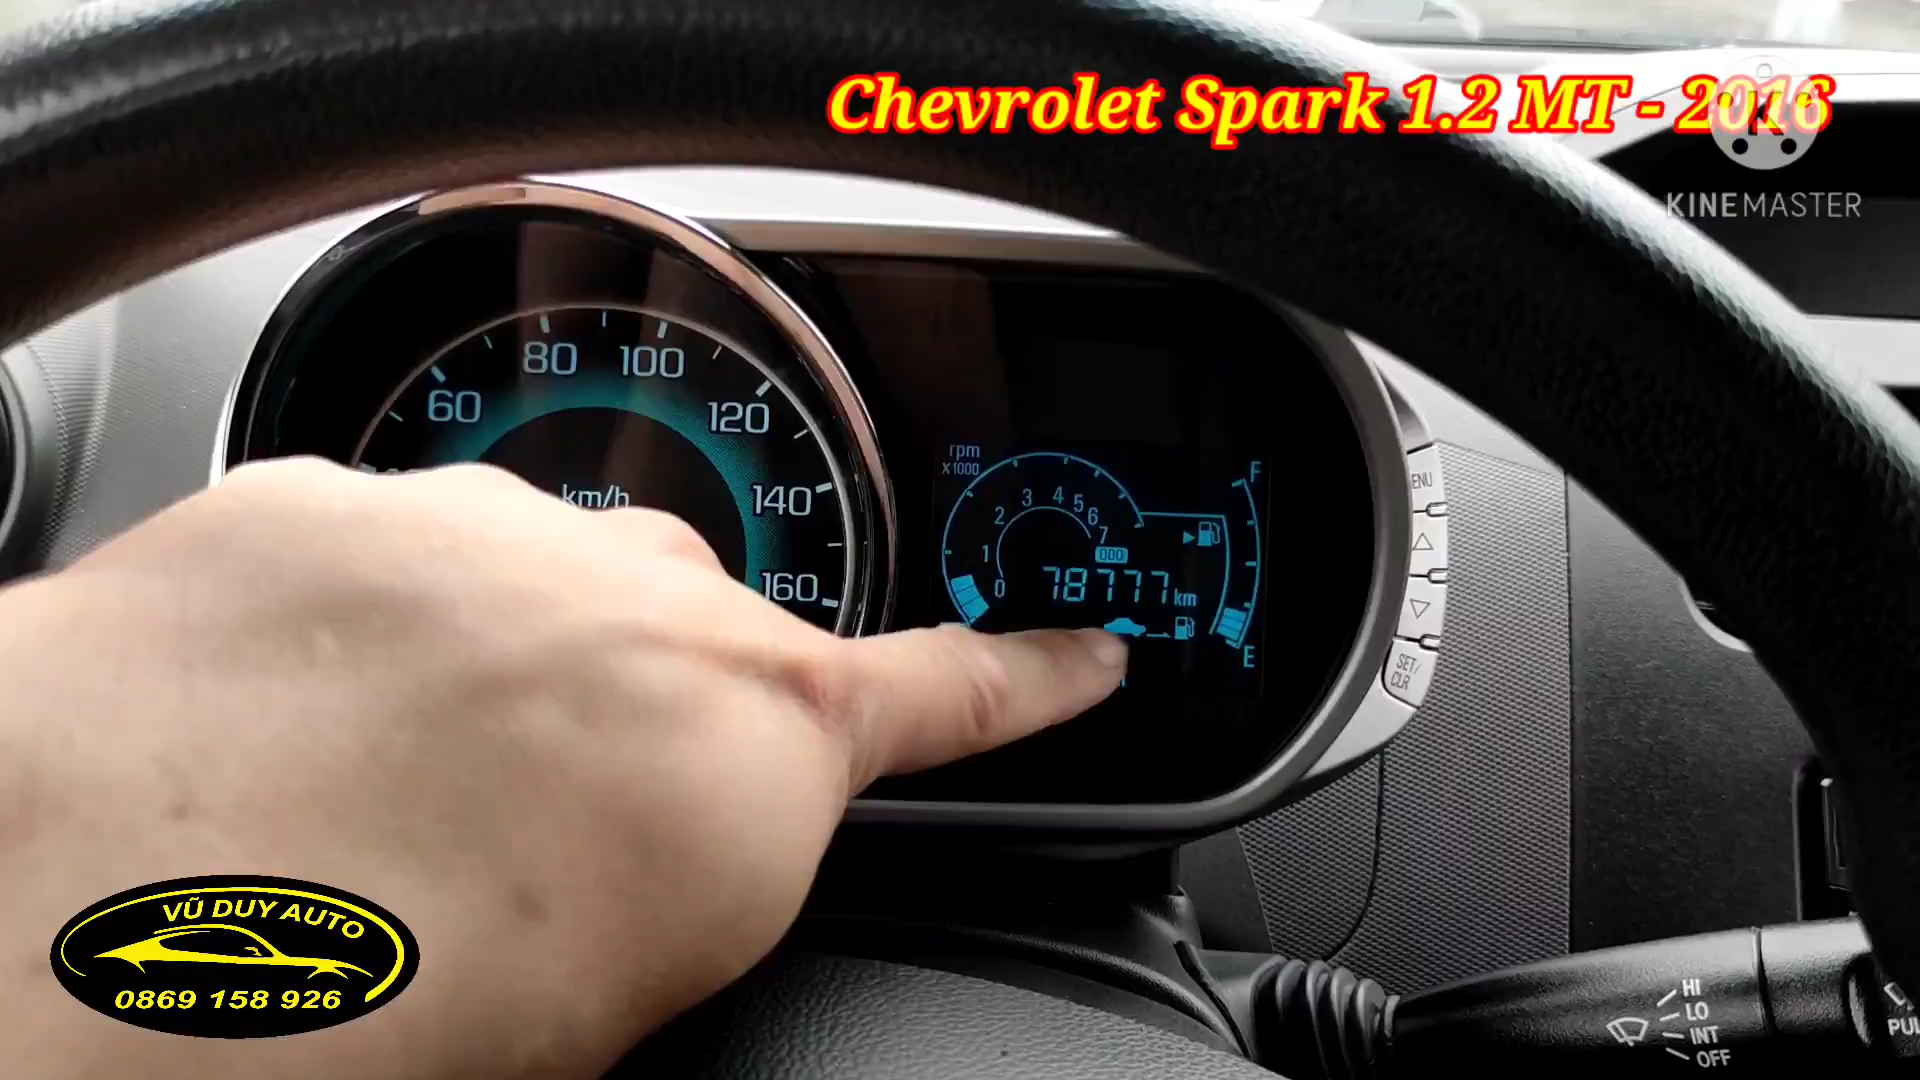 Chevrolet Spark 1.2 MT - 2016
KINEMASTER
60
80
100
120
140
160
km/h
rpm
X1000
0
1
2
3
4
5
6
7
000
78777 km
F
E
SET/
CLR
HI
LO
INT
OFF
VŨ DUY AUTO
0869 158 926